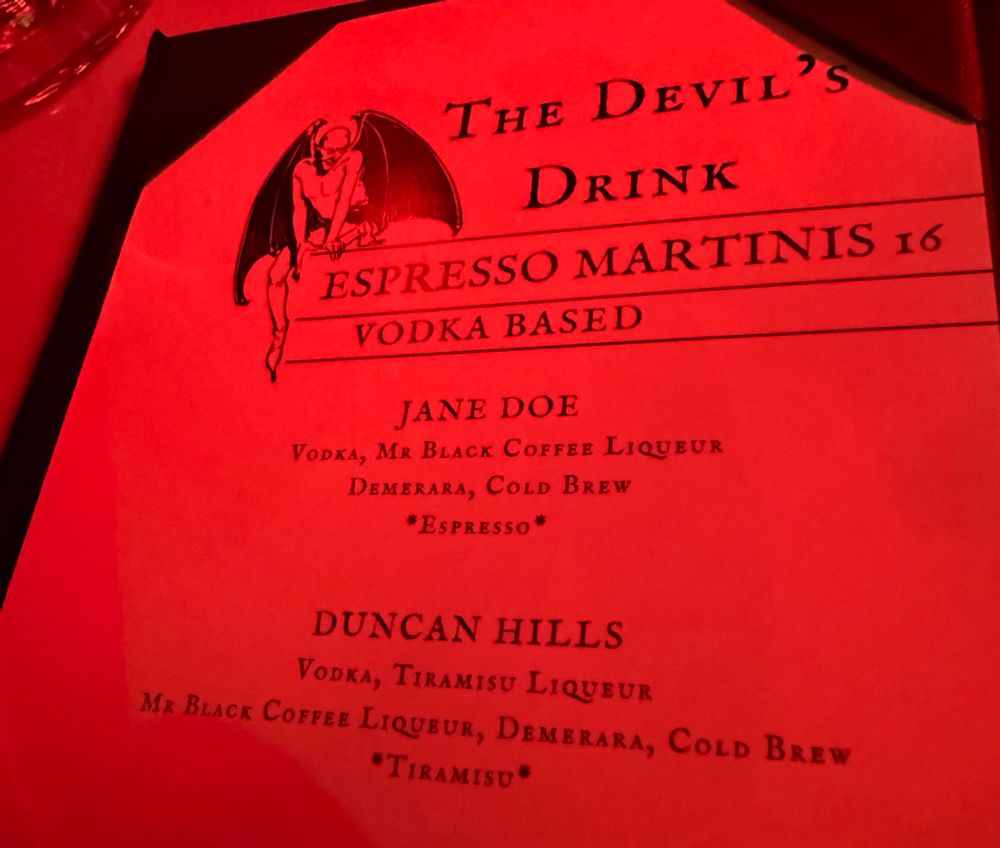 THE DEVIL'S
DRINK
ESPRESSO MARTINIS 16
VODKA BASED
JANE DOE
VODKA, MR BLACK COFFEE LIQUEUR
DEMERARA, COLD BREW
*ESPRESSO*
DUNCAN HILLS
VODKA, TIRAMISU LIQUEUR
MR BLACK COFFEE LIQUEUR, DEMERARA, COLD BREW
*TIRAMISU*